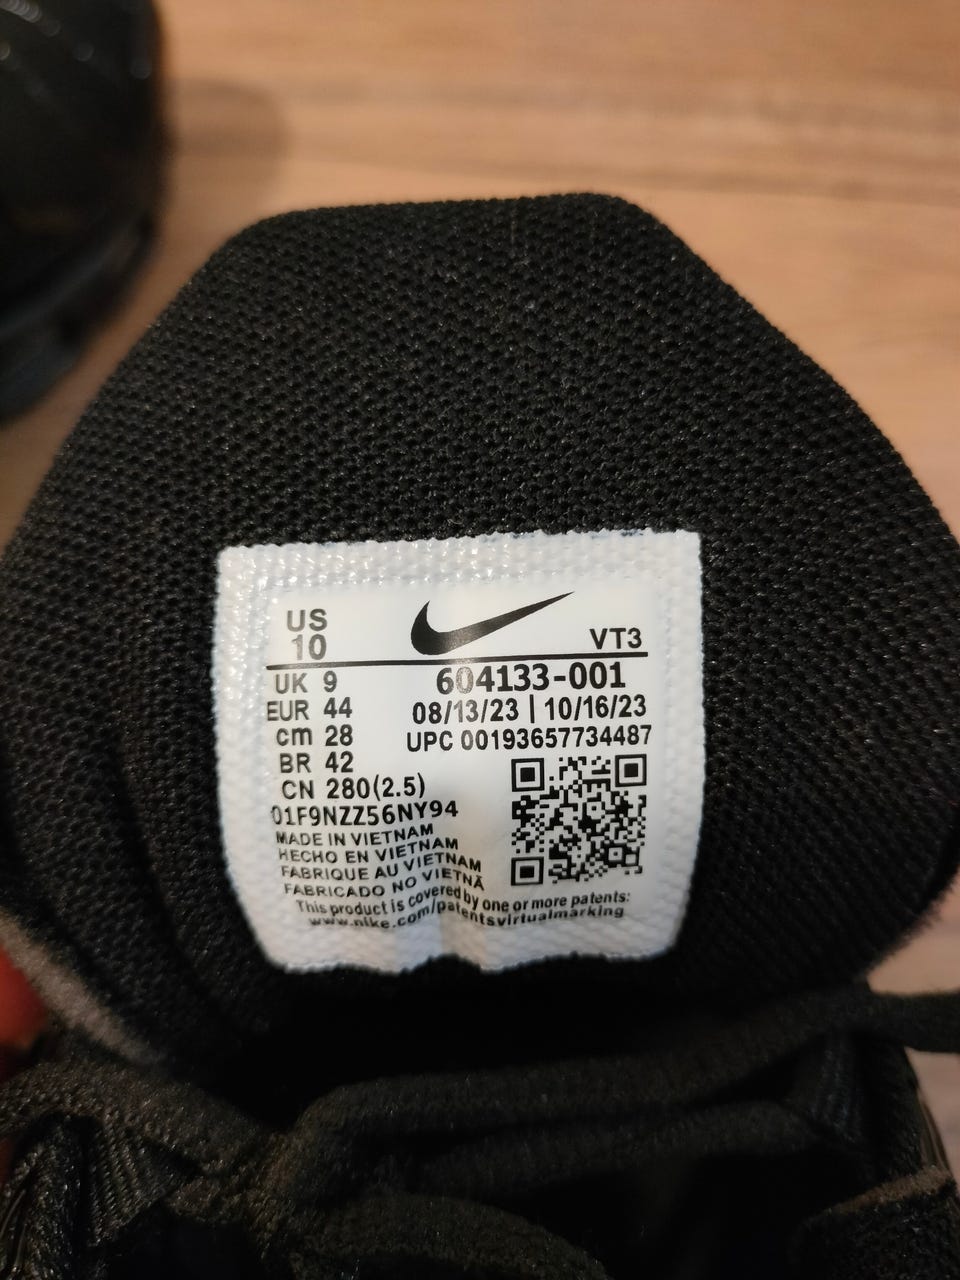 US
10
VT3
UK 9
604133-001
EUR 44
08/13/23 | 10/16/23
cm 28
UPC 00193657734487
BR 42
CN 280(2.5)
01F9NZZ56NY94
MADE IN VIETNAM
HECHO EN VIETNAM
FABRIQUE AU VIETNAM
FABRICADO NO VIETNÃ
This product is covered by one or more patents:
www.nike.com/patentsvirtualmarking